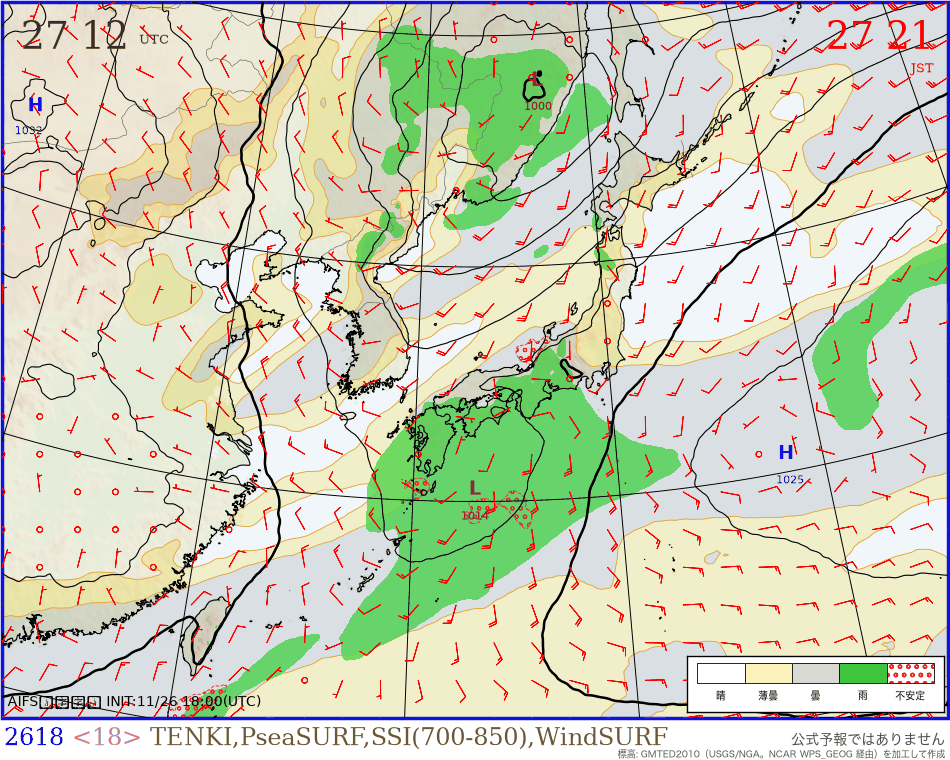 27 12 UTC
27 21
JST
H
1032
L
1000
H
1025
L
1014
晴 薄曇 曇 雨 不安定
INIT:11/26 18:00(UTC)
2618 <18> TENKI,PseaSURF,SSI(700-850),WindSURF
公式予報ではありません
標高: GMTED2010（USGS/NGA。NCAR WPS_GEOG 経由）を加工して作成